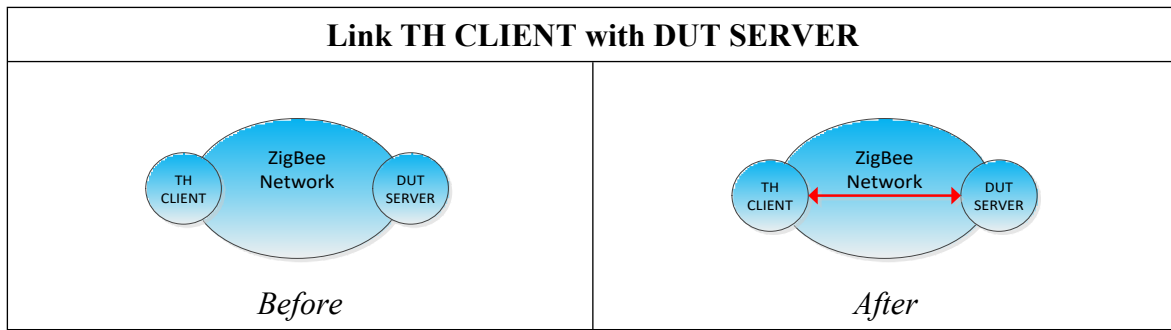 Link TH CLIENT with DUT SERVER
ZigBee
Network
TH
CLIENT
DUT
SERVER
Before
ZigBee
Network
TH
CLIENT
DUT
SERVER
After